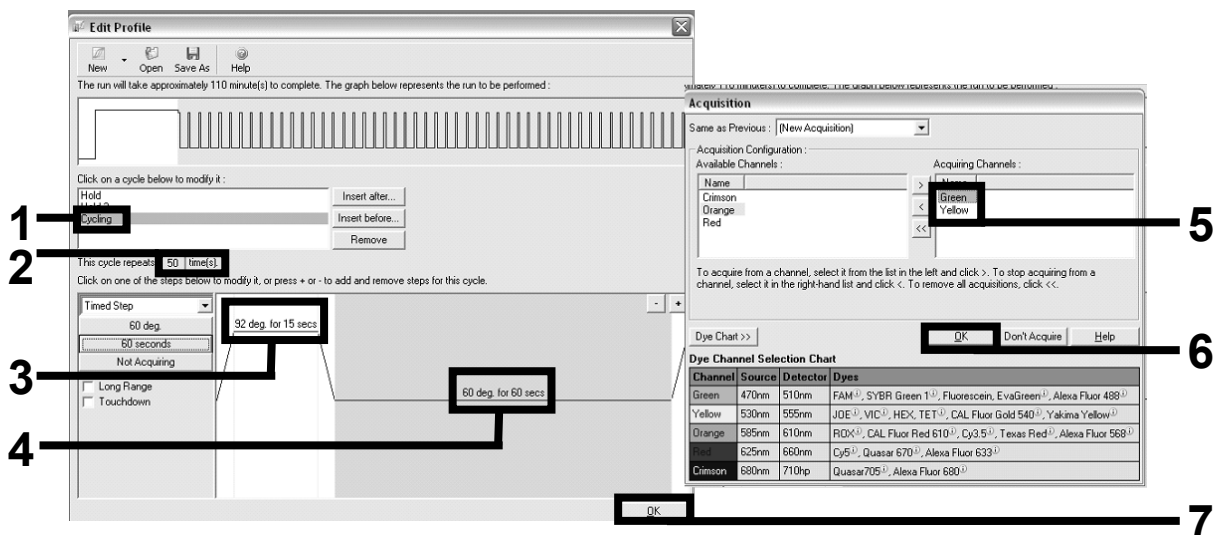 Edit Profile
New Open Save As Help
The run will take approximately 110 minute(s) to complete. The graph below represents the run to be performed :
Click on a cycle below to modify it :
Hold
Cycling
Insert after...
Insert before...
Remove
This cycle repeats 50 time(s).
Click on one of the steps below to modify it, or press + or - to add and remove steps for this cycle.
Timed Step
60 deg.
60 seconds
Not Acquiring
Long Range
Touchdown
92 deg. for 15 secs
60 deg. for 60 secs
- +
OK
1
2
3
4
Acquisition
Same as Previous : (New Acquisition)
Acquisition Configuration :
Available Channels :
Name
Crimson
Orange
Red
>
<
<<
Acquiring Channels :
Name
Green
Yellow
To acquire from a channel, select it from the list in the left and click >. To stop acquiring from a
channel, select it in the right-hand list and click <. To remove all acquisitions, click <<.
Dye Chart >> OK Don't Acquire Help
Dye Channel Selection Chart
Channel Source Detector Dyes
Green 470nm 510nm FAM, SYBR Green 1, Fluorescein, EvaGreen, Alexa Fluor 488
Yellow 530nm 555nm JOE, VIC, HEX, TET, CAL Fluor Gold 540, Yakima Yellow
Orange 585nm 610nm ROX, CAL Fluor Red 610, Cy3.5, Texas Red, Alexa Fluor 568
Red 625nm 660nm Cy5, Quasar 670, Alexa Fluor 633
Crimson 680nm 710hp Quasar705, Alexa Fluor 680
5
6
7